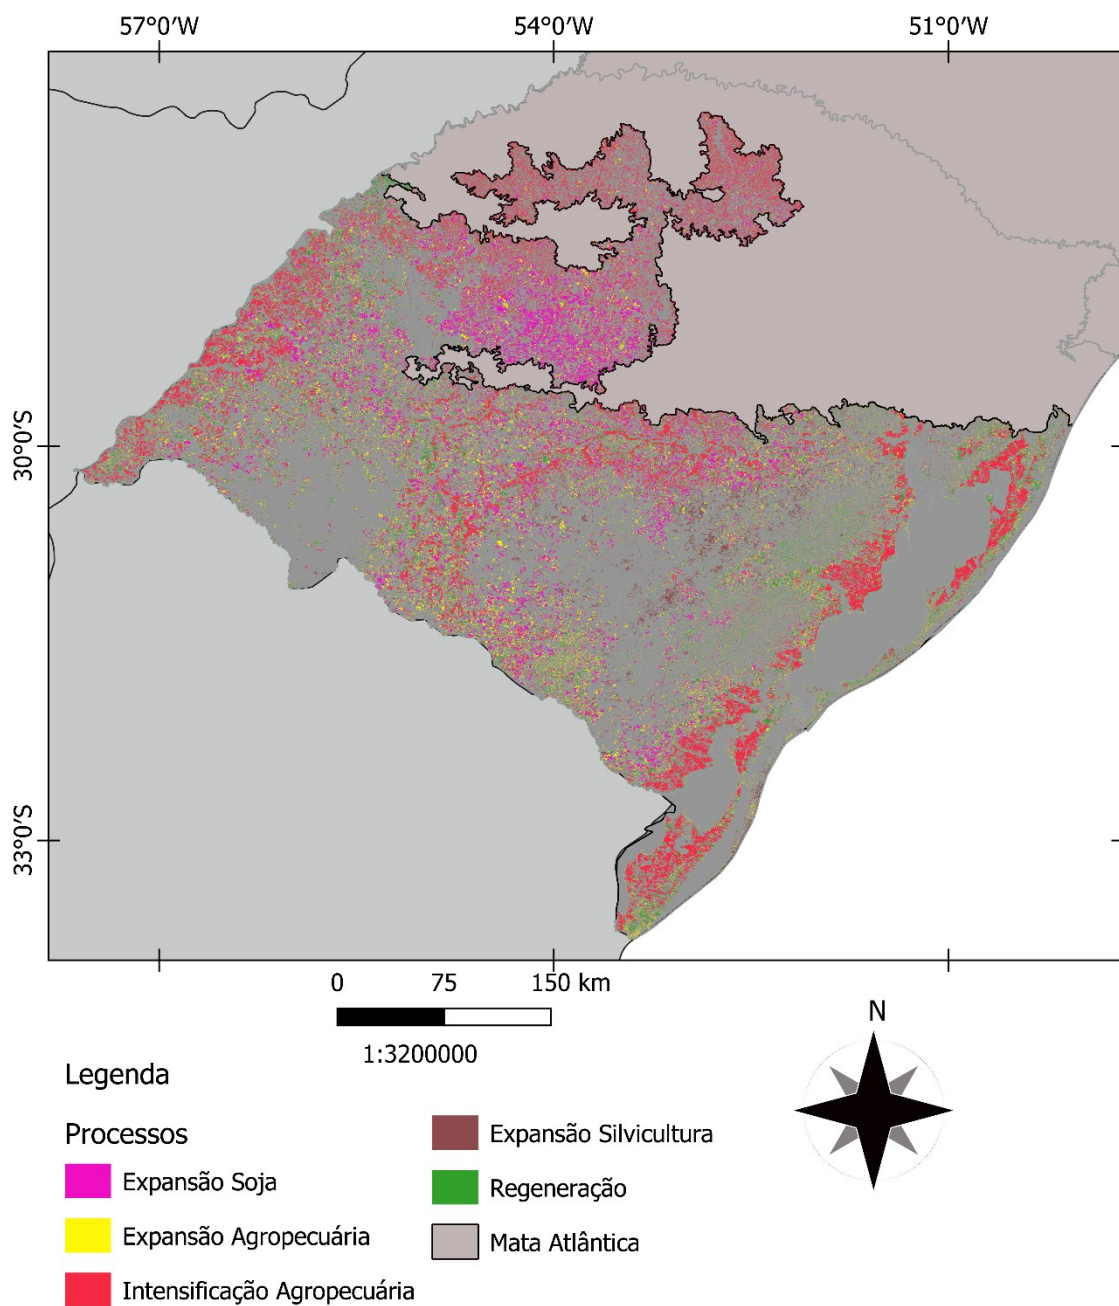 57°0′W 54°0′W 51°0′W
30°0′S
33°0′S
0 75 150 km
1:3200000
N
Legenda
Processos
Expansão Soja
Expansão Agropecuária
Intensificação Agropecuária
Expansão Silvicultura
Regeneração
Mata Atlântica